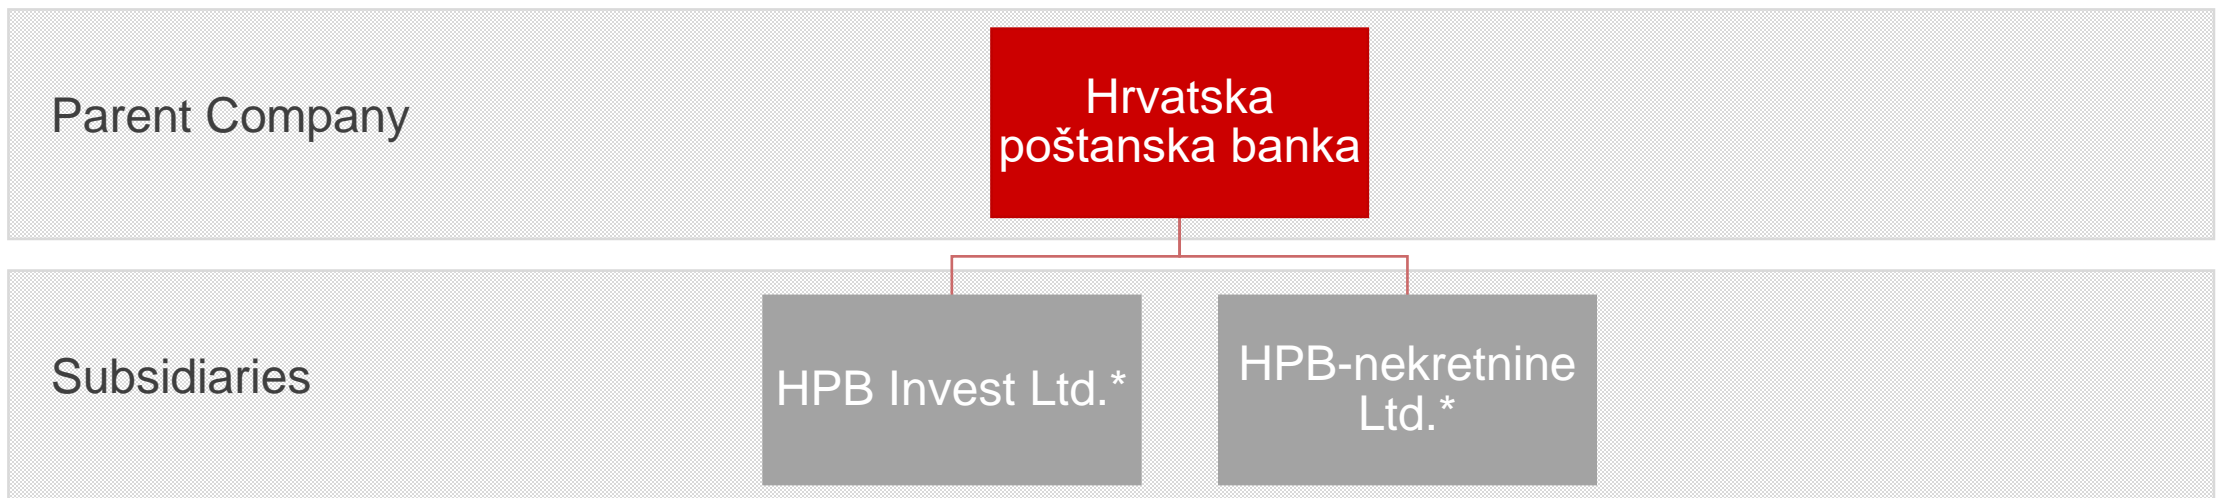 Parent Company
Hrvatska
poštanska banka
Subsidiaries
HPB Invest Ltd.*
HPB-nekretnine
Ltd.*